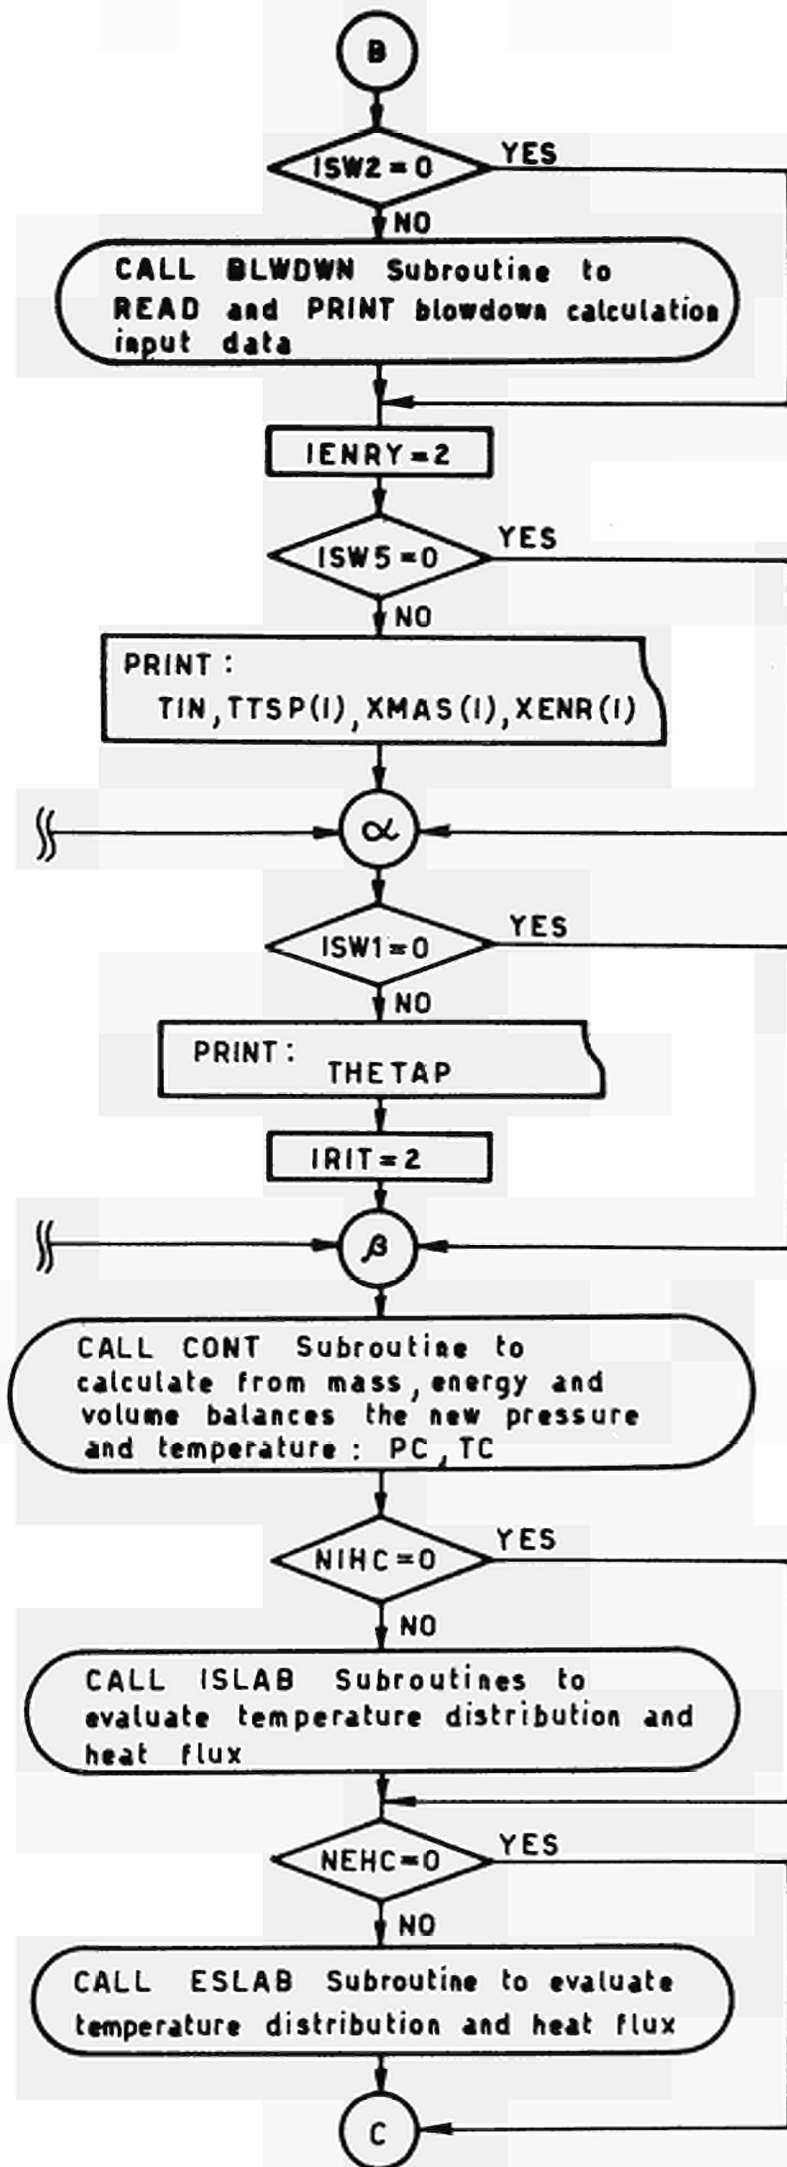 B
ISW2=0
YES
NO
CALL BLWDWN Subroutine to
READ and PRINT blowdown calculation
input data
IENRY=2
ISW5=0
YES
NO
PRINT:
TIN,TTSP(I),XMAS(I),XENR(I)
α
ISW1=0
YES
NO
PRINT:
THETAP
IRIT=2
β
CALL CONT Subroutine to
calculate from mass, energy and
volume balances the new pressure
and temperature: PC,TC
NIHC=0
YES
NO
CALL ISLAB Subroutines to
evaluate temperature distribution and
heat flux
NEHC=0
YES
NO
CALL ESLAB Subroutine to evaluate
temperature distribution and heat flux
C